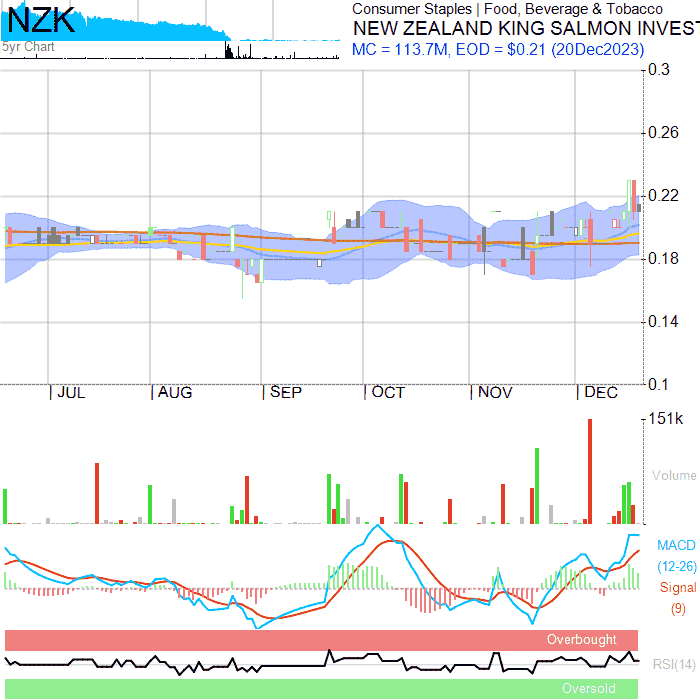 NZK
5yr Chart
Consumer Staples | Food, Beverage & Tobacco
NEW ZEALAND KING SALMON INVEST
MC = 113.7M, EOD = $0.21 (20Dec2023)
0.3
0.26
0.22
0.18
0.14
0.1
JUL AUG SEP OCT NOV DEC
151k
Volume
MACD
(12-26)
Signal
(9)
Overbought
RSI(14)
Oversold